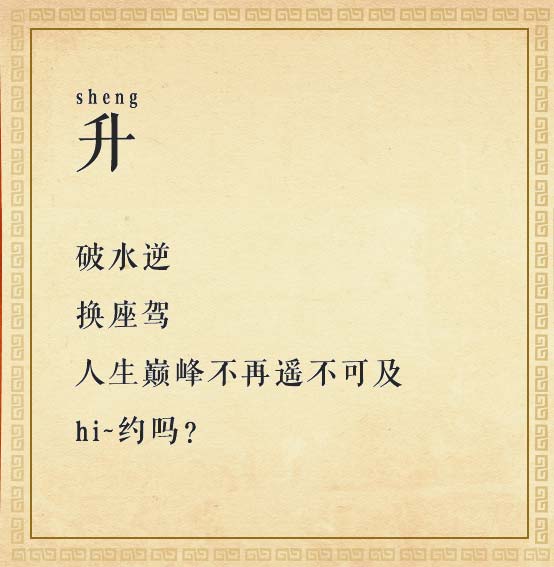 sheng
升
破水逆
换座驾
人生巅峰不再遥不可及
hi~约吗?